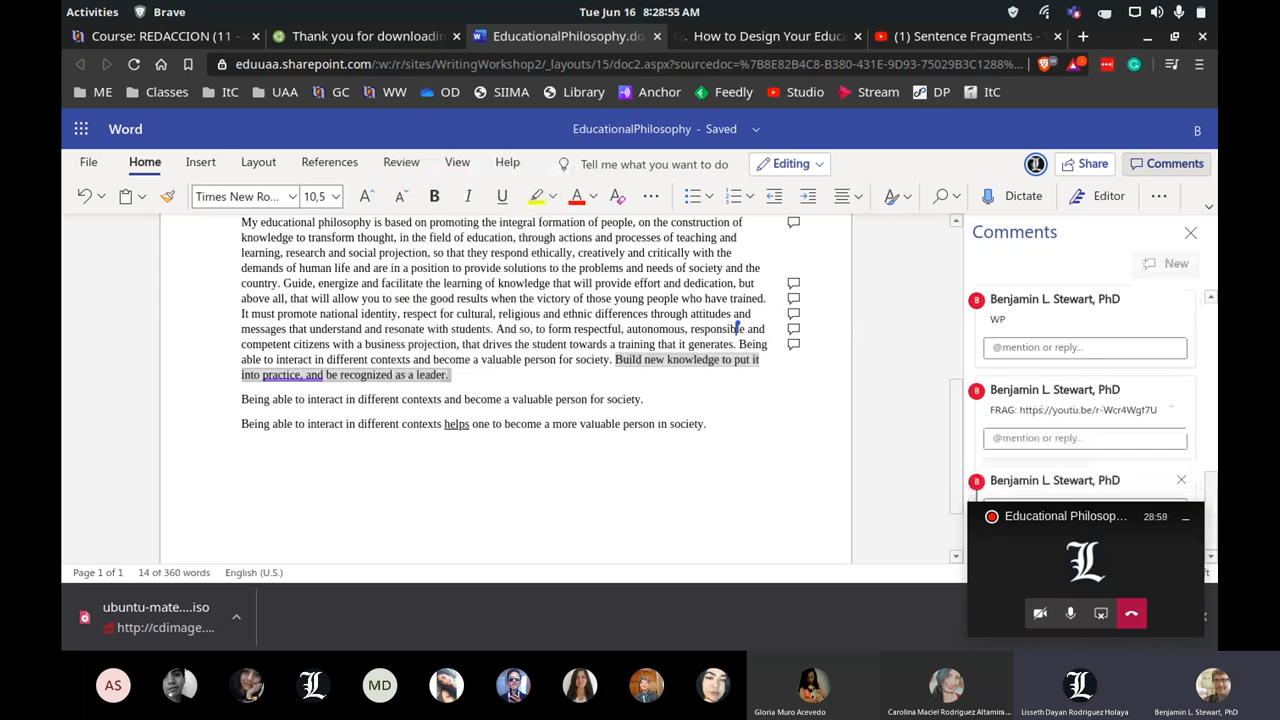 Activities Brave Tue Jun 16 8:28:55 AM
Course: REDACCION (11 - Thank you for downloadin EducationalPhilosophy.do How to Design Your Educa (1) Sentence Fragments - Y
eduuaa.sharepoint.com/:w:/r/sites/WritingWorkshop2/_layouts/15/doc2.aspx?sourcedoc=%7B8E82B4C8-B380-431E-9D93-75029B3C1288%...
ME Classes ItC UAA GC WW OD SIIMA Library Anchor Feedly Studio Stream DP ItC
Word EducationalPhilosophy - Saved B
File Home Insert Layout References Review View Help Tell me what you want to do Editing Share Comments
Times New Ro... 10,5 B I U A Dictate Editor
My educational philosophy is based on promoting the integral formation of people, on the construction of
knowledge to transform thought, in the field of education, through actions and processes of teaching and
learning, research and social projection, so that they respond ethically, creatively and critically with the
demands of human life and are in a position to provide solutions to the problems and needs of society and the
country. Guide, energize and facilitate the learning of knowledge that will provide effort and dedication, but
above all, that will allow you to see the good results when the victory of those young people who have trained.
It must promote national identity, respect for cultural, religious and ethnic differences through attitudes and
messages that understand and resonate with students. And so, to form respectful, autonomous, responsible and
competent citizens with a business projection, that drives the student towards a training that it generates. Being
able to interact in different contexts and become a valuable person for society. Build new knowledge to put it
into practice, and be recognized as a leader.
Being able to interact in different contexts and become a valuable person for society.
Being able to interact in different contexts helps one to become a more valuable person in society.
Comments
New
B Benjamin L. Stewart, PhD
WP
@mention or reply...
B Benjamin L. Stewart, PhD
FRAG: https://youtu.be/r-Wcr4Wgf7U
@mention or reply...
B Benjamin L. Stewart, PhD
Educational Philosop... 28:59
L
Page 1 of 1 14 of 360 words English (U.S.)
ubuntu-mate....iso
http://cdimage....
AS L MD L
Gloria Muro Acevedo Carolina Maciel Rodriguez Altamira... Lisseth Dayan Rodriguez Holaya Benjamin L. Stewart, PhD